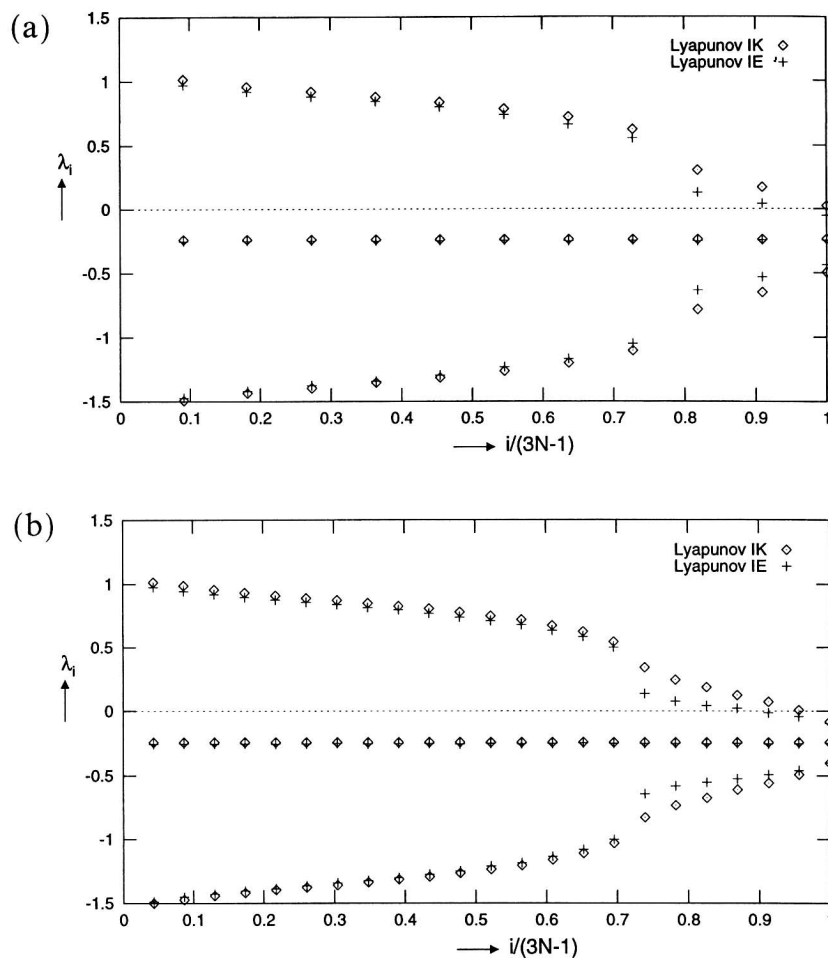 (a)
1.5
Lyapunov IK ◇
Lyapunov IE +
1
0.5
λi
0
-0.5
-1
-1.5
0 0.1 0.2 0.3 0.4 0.5 0.6 0.7 0.8 0.9 1
i/(3N-1)
(b)
1.5
Lyapunov IK ◇
Lyapunov IE +
1
0.5
λi
0
-0.5
-1
-1.5
0 0.1 0.2 0.3 0.4 0.5 0.6 0.7 0.8 0.9
i/(3N-1)